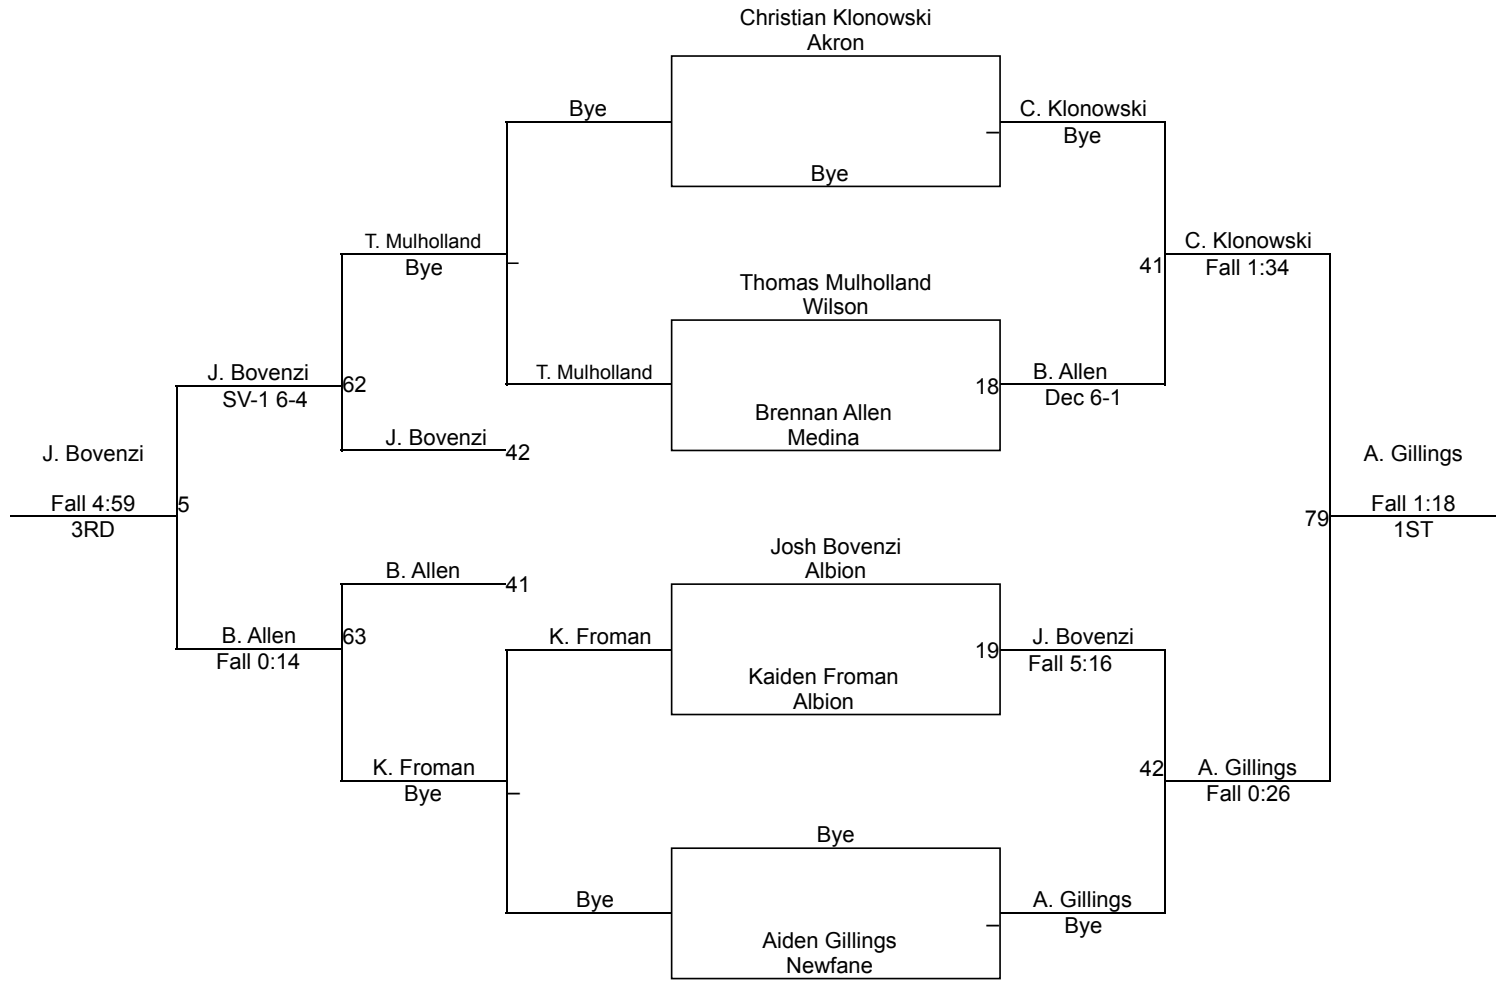 Christian Klonowski
Akron
Bye
C. Klonowski
Bye
Bye
T. Mulholland
Bye
C. Klonowski
41
Fall 1:34
Thomas Mulholland
Wilson
J. Bovenzi
62
SV-1 6-4
T. Mulholland
18
B. Allen
Dec 6-1
Brennan Allen
Medina
J. Bovenzi
42
J. Bovenzi
A. Gillings
Fall 4:59
5
3RD
79
Fall 1:18
1ST
Josh Bovenzi
Albion
B. Allen
41
B. Allen
63
Fall 0:14
K. Froman
19
J. Bovenzi
Fall 5:16
Kaiden Froman
Albion
K. Froman
Bye
42
A. Gillings
Fall 0:26
Bye
Bye
A. Gillings
Bye
Aiden Gillings
Newfane